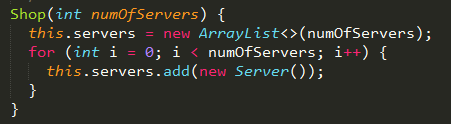 Shop(int numOfServers) {
  this.servers = new ArrayList<>(numOfServers);
  for (int i = 0; i < numOfServers; i++) {
    this.servers.add(new Server());
  }
}